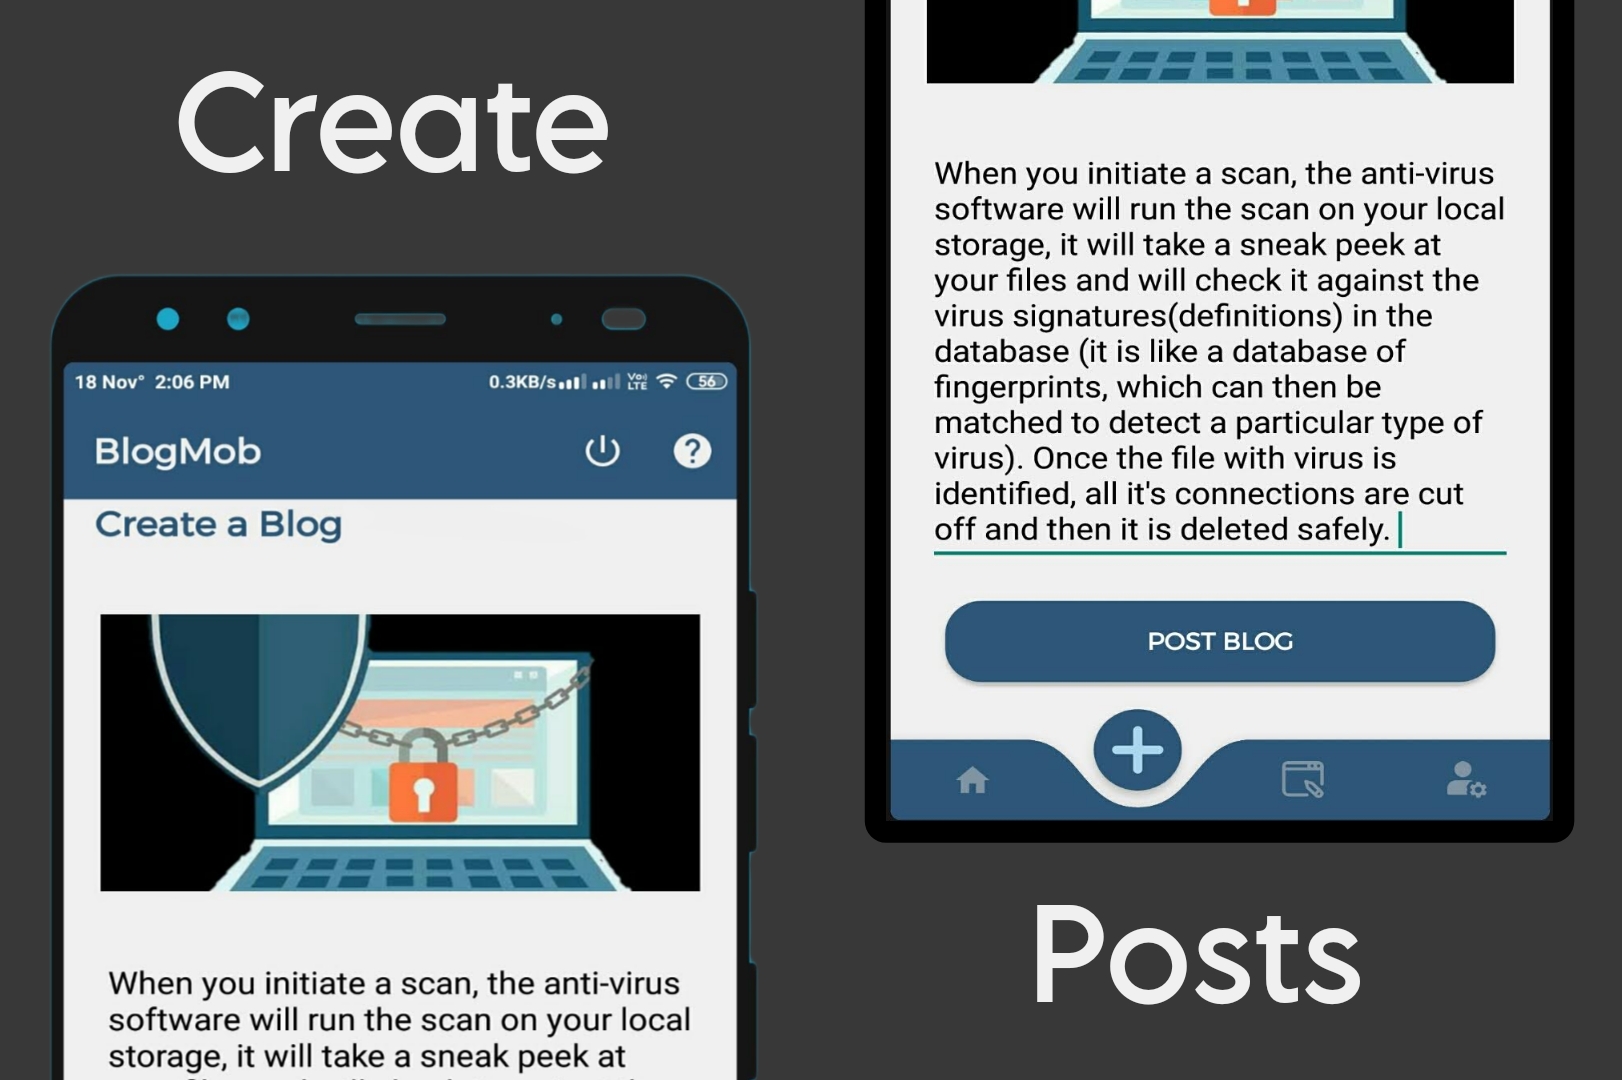 Create
18 Nov° 2:06 PM
0.3KB/s
Vo)
LTE
56
BlogMob
?
Create a Blog
When you initiate a scan, the anti-virus
software will run the scan on your local
storage, it will take a sneak peek at
When you initiate a scan, the anti-virus
software will run the scan on your local
storage, it will take a sneak peek at
your files and will check it against the
virus signatures(definitions) in the
database (it is like a database of
fingerprints, which can then be
matched to detect a particular type of
virus). Once the file with virus is
identified, all it's connections are cut
off and then it is deleted safely.
POST BLOG
Posts